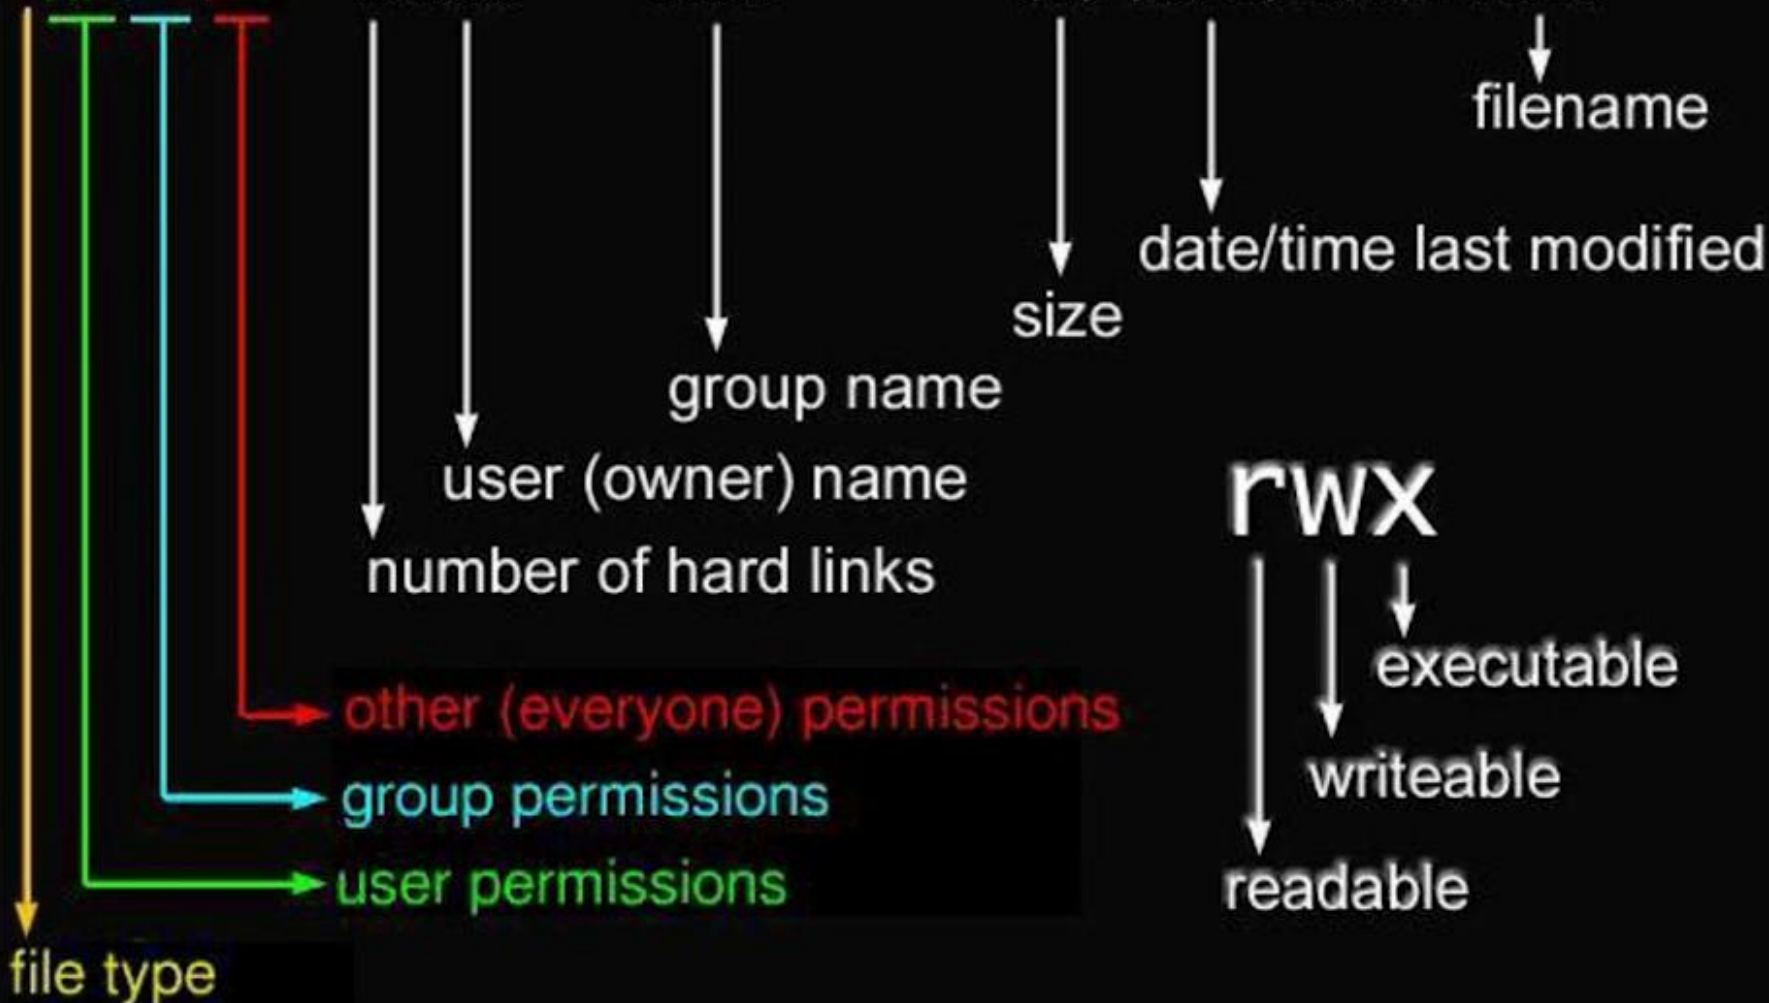 filename
date/time last modified
size
group name
user (owner) name
number of hard links
rwx
executable
writeable
readable
other (everyone) permissions
group permissions
user permissions
file type